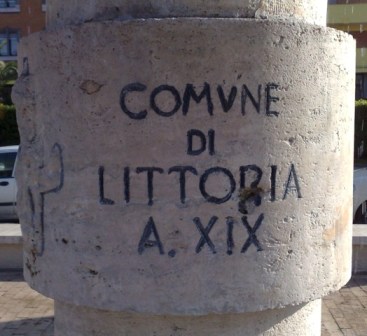 COMVNE
DI
LITTORIA
A. XIX